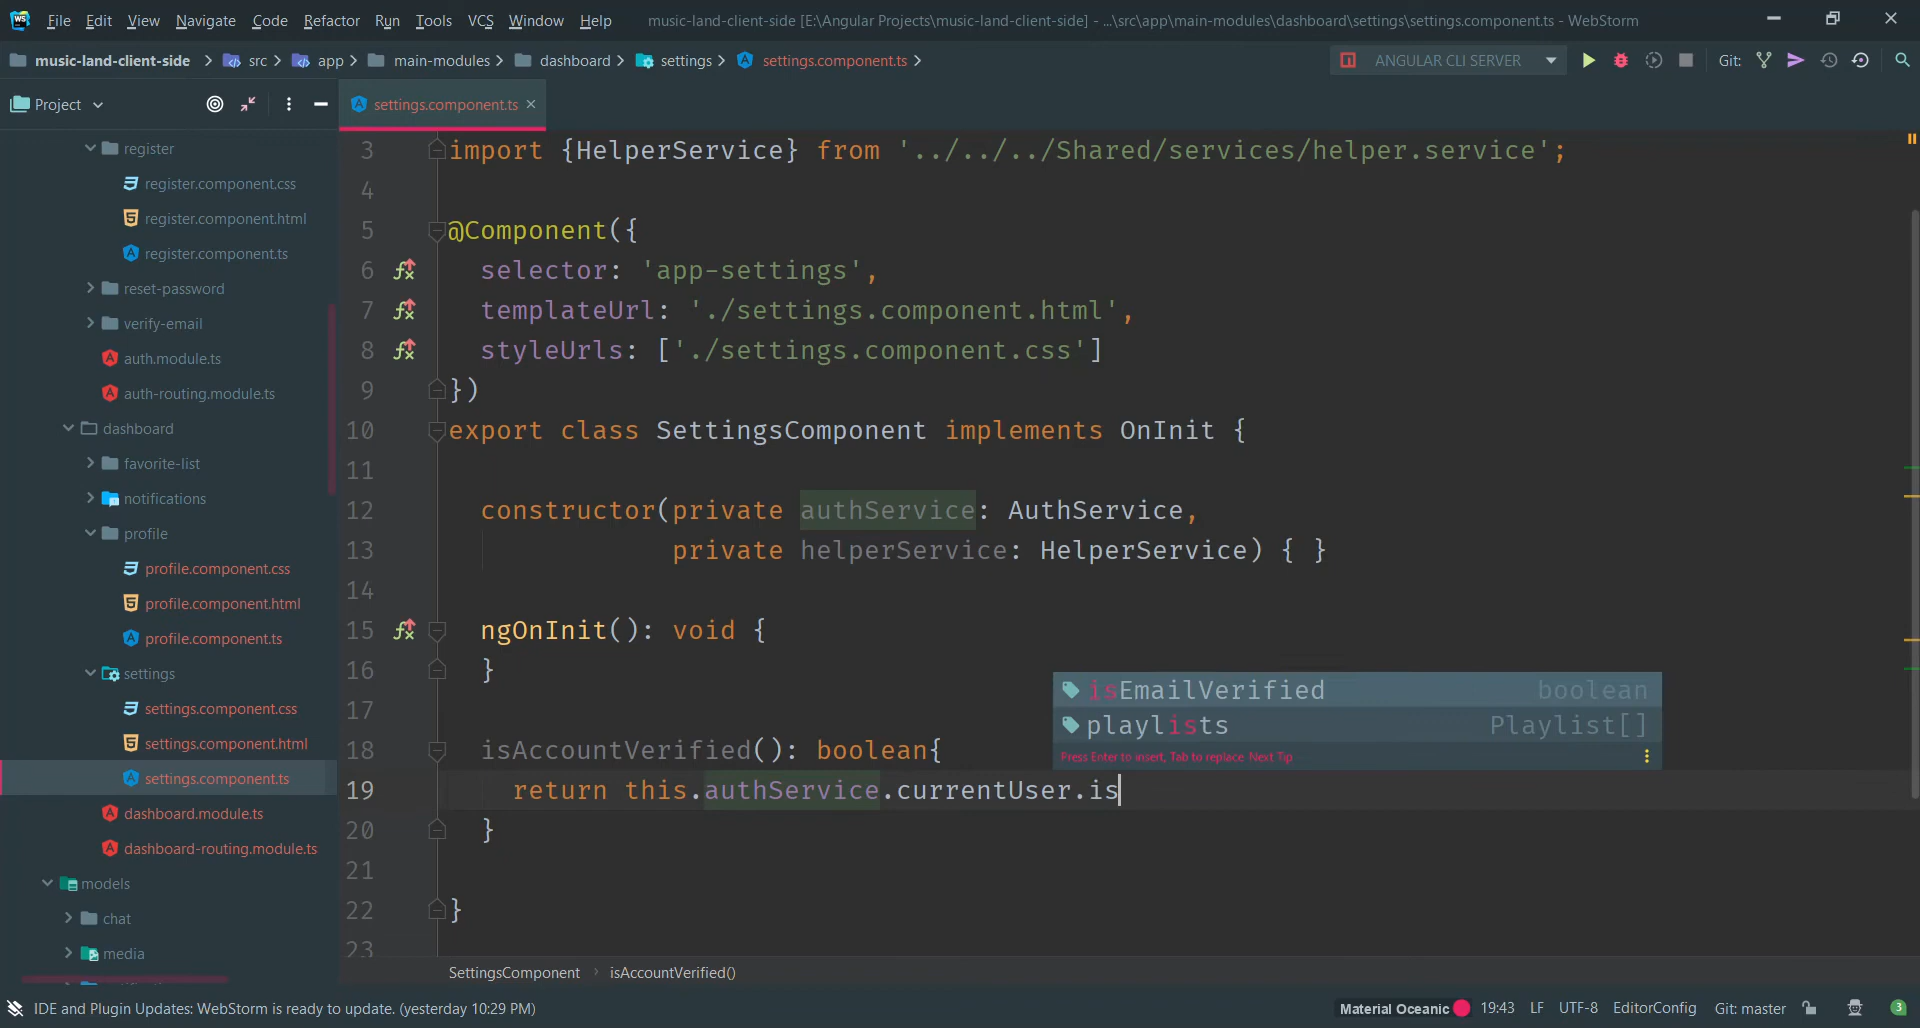 WS File Edit View Navigate Code Refactor Run Tools VCS Window Help music-land-client-side [E:\Angular Projects\music-land-client-side] - ...\src\app\main-modules\dashboard\settings\settings.component.ts - WebStorm
music-land-client-side src app main-modules dashboard settings settings.component.ts ANGULAR CLI SERVER Git:
Project settings.component.ts
register
register.component.css
register.component.html
register.component.ts
reset-password
verify-email
auth.module.ts
auth-routing.module.ts
dashboard
favorite-list
notifications
profile
profile.component.css
profile.component.html
profile.component.ts
settings
settings.component.css
settings.component.html
settings.component.ts
dashboard.module.ts
dashboard-routing.module.ts
models
chat
media
3 import {HelperService} from '../../../Shared/services/helper.service';
4
5 @Component({
6 selector: 'app-settings',
7 templateUrl: './settings.component.html',
8 styleUrls: ['./settings.component.css']
9 })
10 export class SettingsComponent implements OnInit {
11
12 constructor(private authService: AuthService,
13 private helperService: HelperService) { }
14
15 ngOnInit(): void {
16 }
17
18 isAccountVerified(): boolean{
19 return this.authService.currentUser.is
20 }
21
22 }
23
isEmailVerified boolean
playlists Playlist[]
Press Enter to insert, Tab to replace Next Tip
SettingsComponent isAccountVerified()
IDE and Plugin Updates: WebStorm is ready to update. (yesterday 10:29 PM) Material Oceanic 19:43 LF UTF-8 EditorConfig Git: master 3